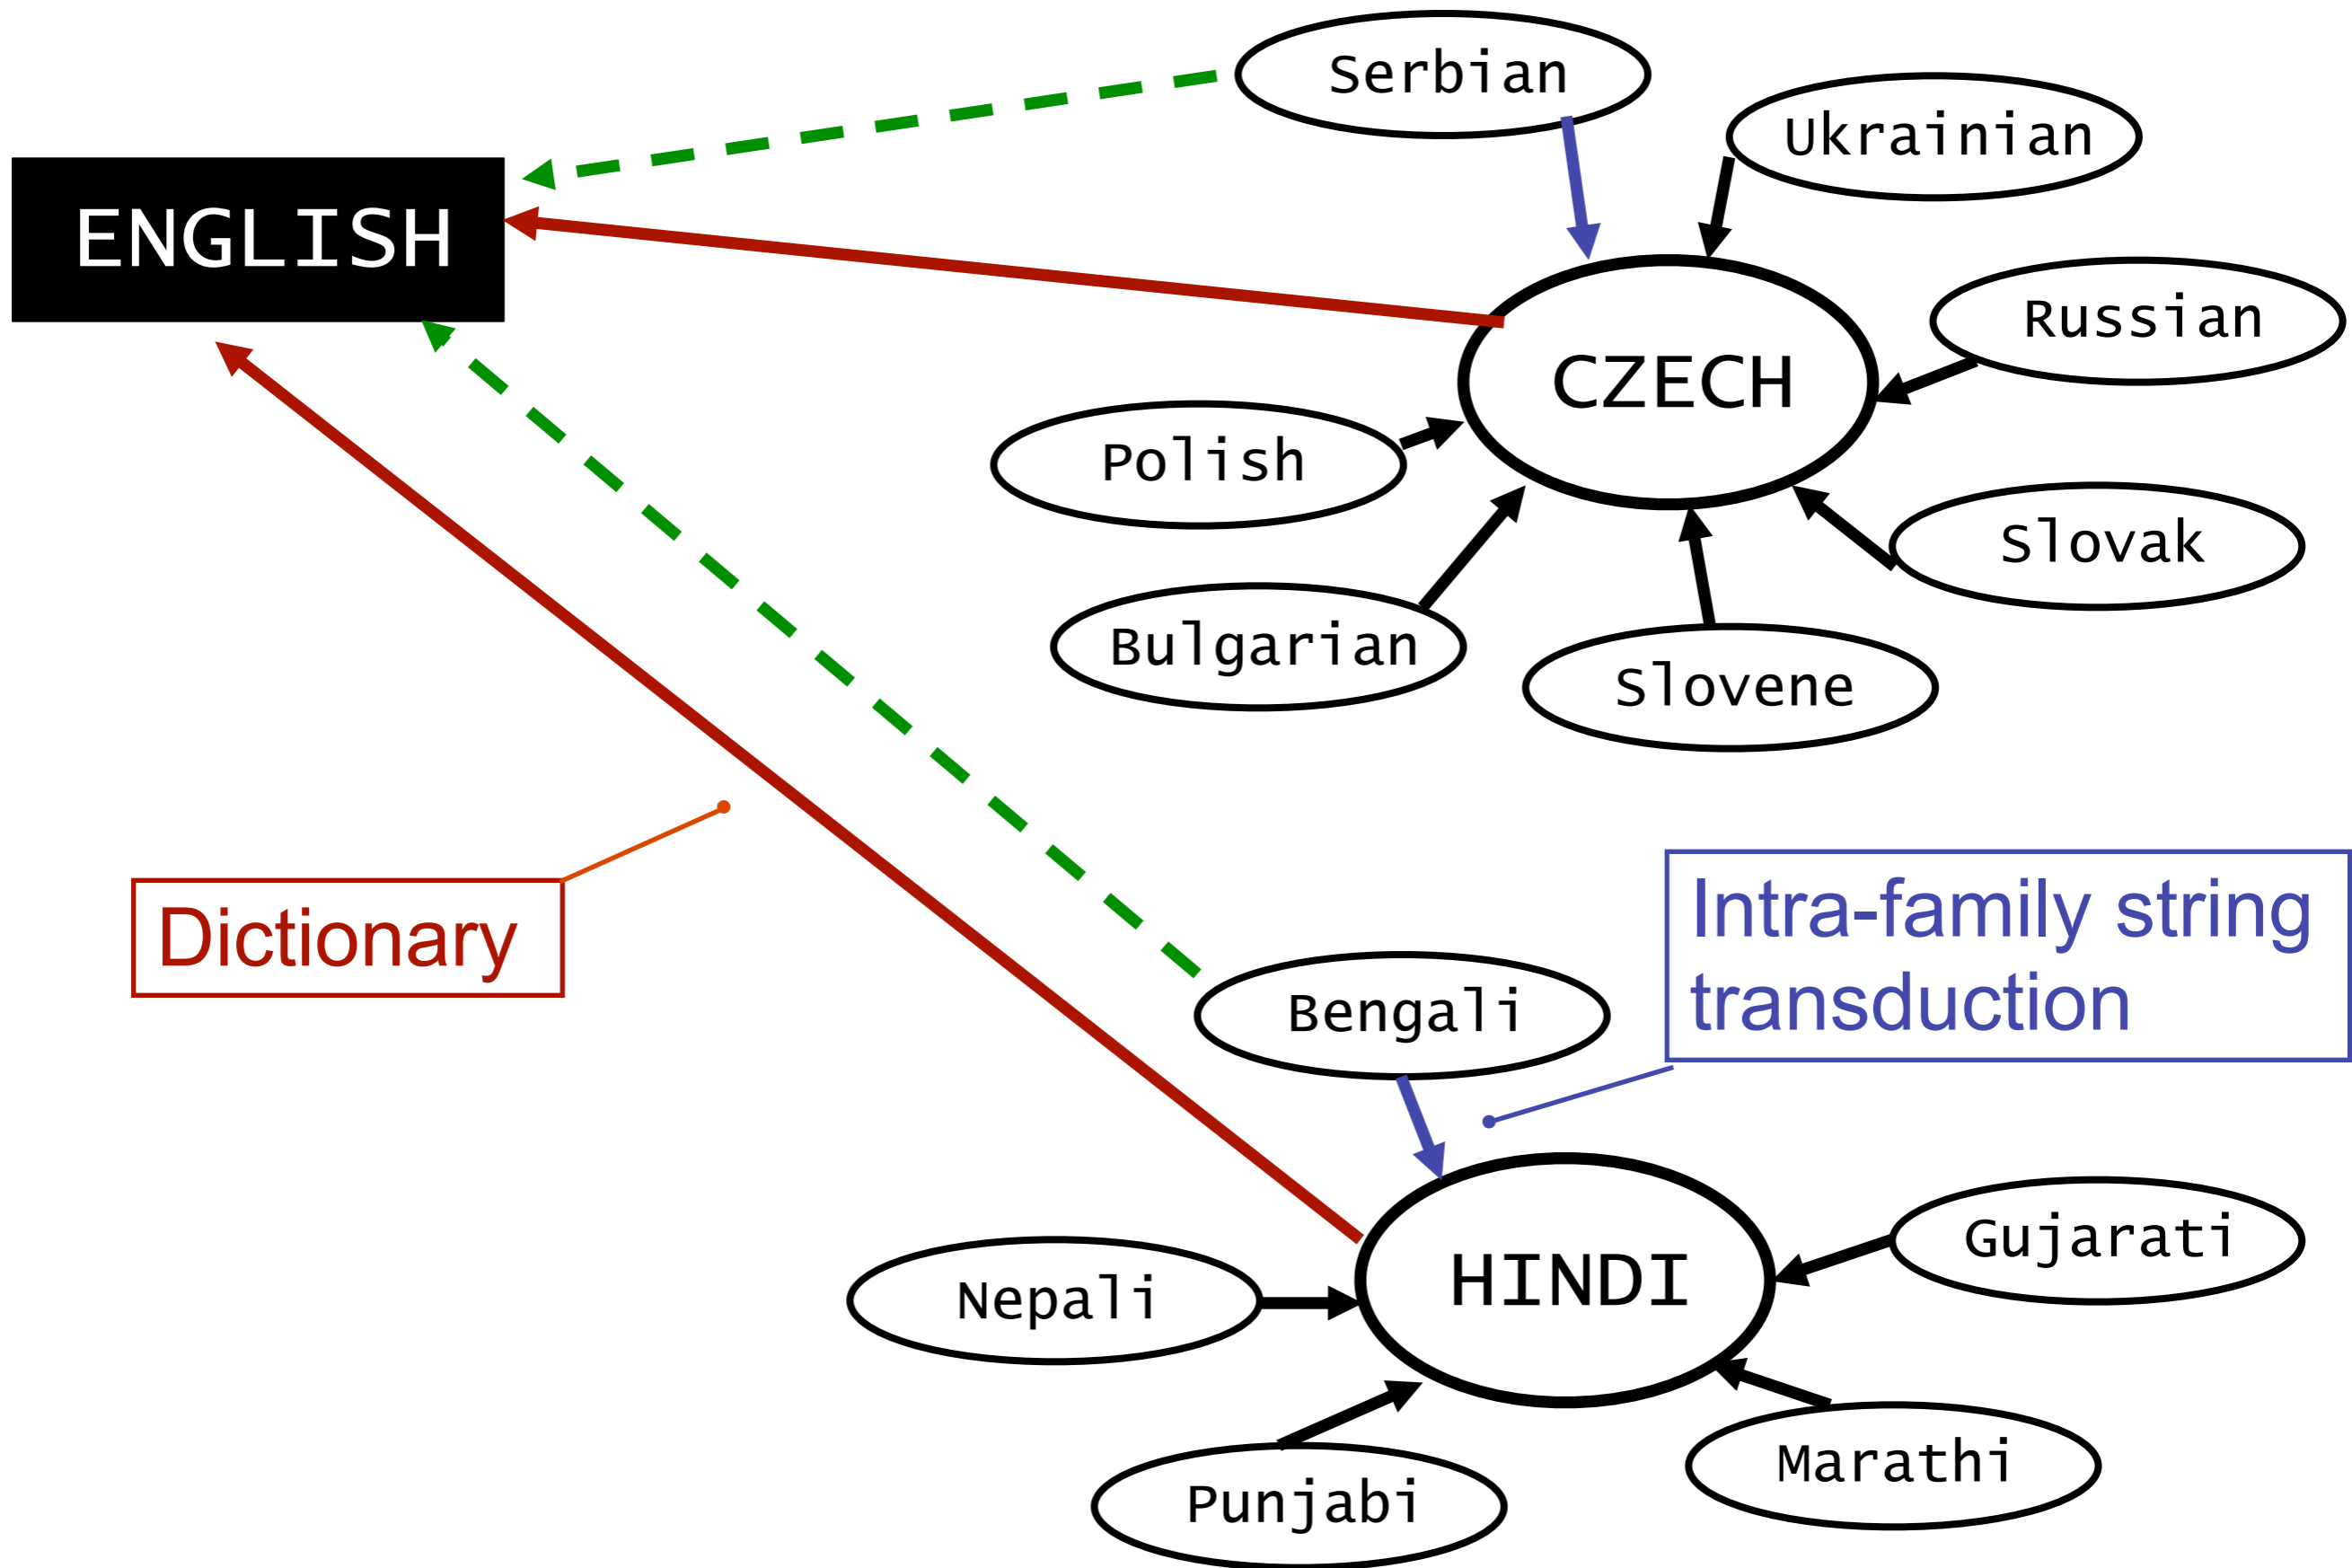 Serbian
Ukrainian
ENGLISH
Russian
CZECH
Polish
Slovak
Bulgarian
Slovene
Dictionary
Intra-family string
transduction
Bengali
Gujarati
Nepali
HINDI
Marathi
Punjabi